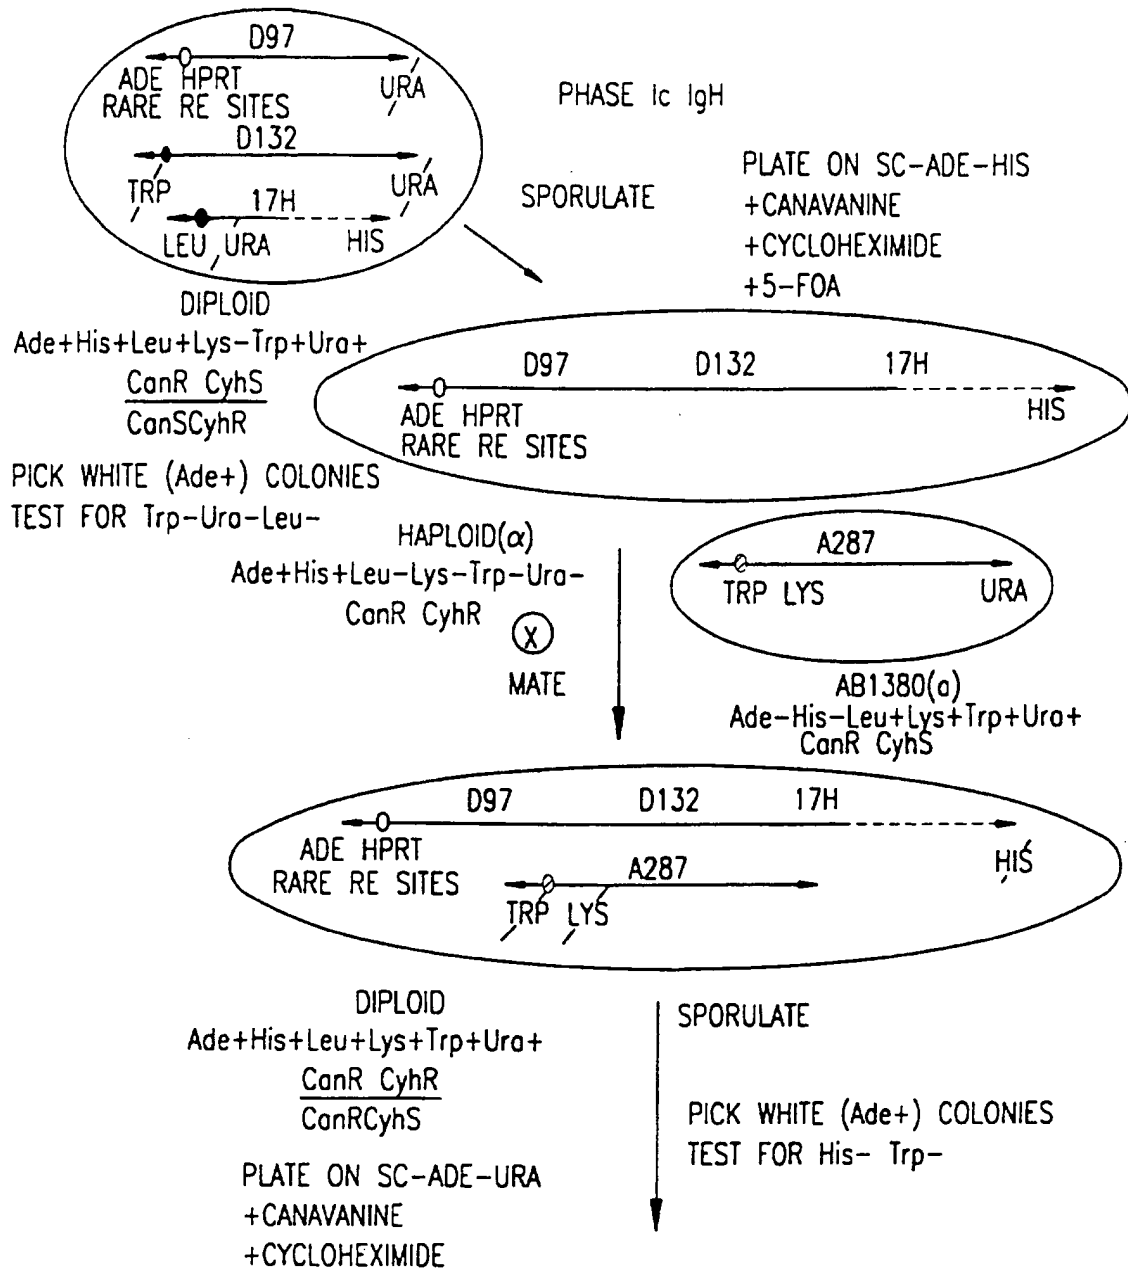 D97
ADE HPRT
RARE RE SITES
URA
D132
TRP
URA
17H
LEU URA
HIS
PHASE Ic IgH
SPORULATE
PLATE ON SC-ADE-HIS
+CANAVANINE
+CYCLOHEXIMIDE
+5-FOA
DIPLOID
Ade+His+Leu+Lys-Trp+Ura+
CanR CyhS
CanSCyhR
PICK WHITE (Ade+) COLONIES
TEST FOR Trp-Ura-Leu-
D97 D132 17H
ADE HPRT
RARE RE SITES
HIS
HAPLOID(α)
Ade+His+Leu-Lys-Trp-Ura-
CanR CyhR
X
MATE
A287
TRP LYS
URA
AB1380(a)
Ade-His-Leu+Lys+Trp+Ura+
CanR CyhS
D97 D132 17H
ADE HPRT
RARE RE SITES
HIS
A287
TRP LYS
DIPLOID
Ade+His+Leu+Lys+Trp+Ura+
CanR CyhR
CanRCyhS
PLATE ON SC-ADE-URA
+CANAVANINE
+CYCLOHEXIMIDE
SPORULATE
PICK WHITE (Ade+) COLONIES
TEST FOR His- Trp-